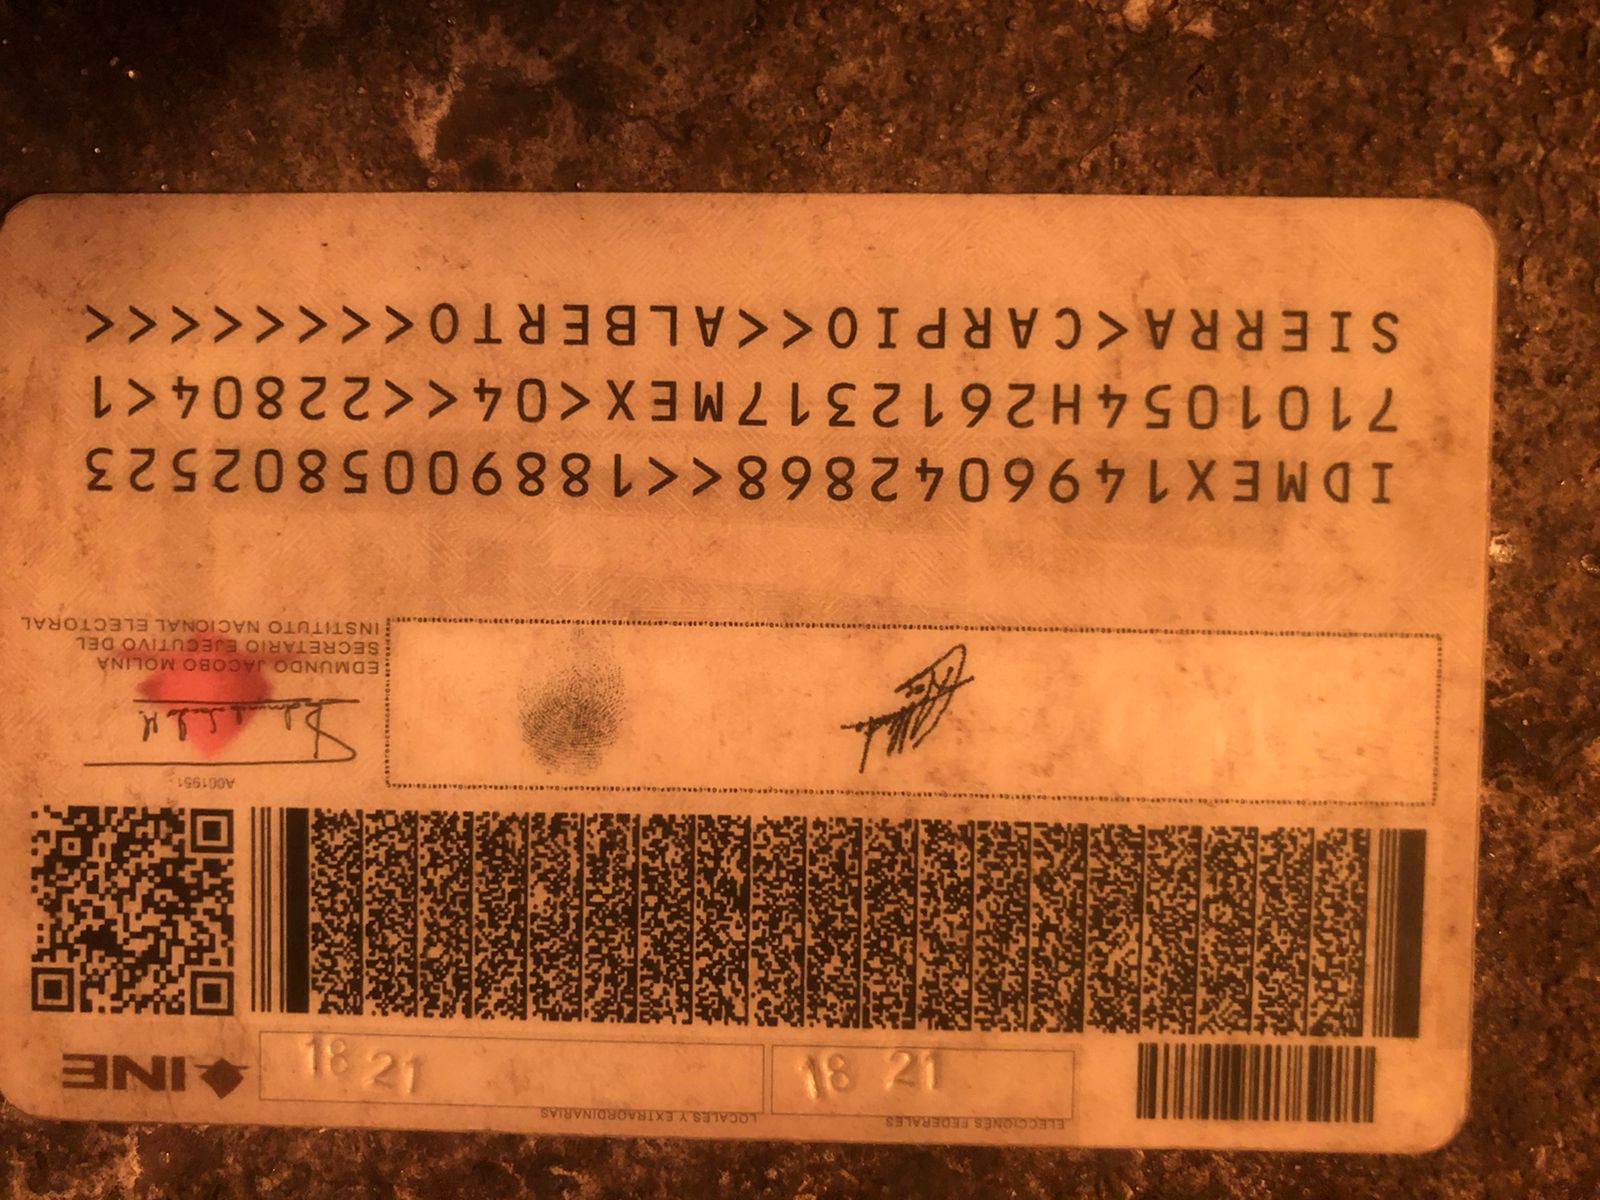 ELECCIONES FEDERALES
LOCALES Y EXTRAORDINARIAS
18 21
18 21
INE
A001951
EDMUNDO JACOBO MOLINA
SECRETARIO EJECUTIVO DEL
INSTITUTO NACIONAL ELECTORAL
IDMEX1496042868<<1889005802523
7101054H2612317MEX<04<<22804<1
SIERRA<CARPIO<<ALBERTO<<<<<<<<